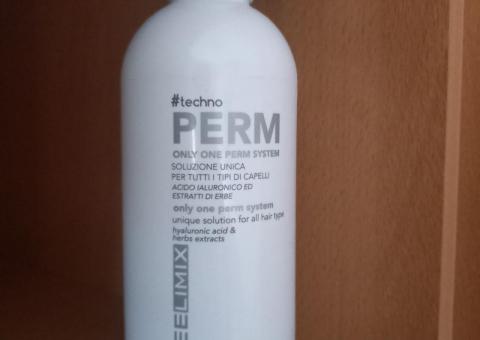 #techno
PERM
ONLY ONE PERM SYSTEM
SOLUZIONE UNICA
PER TUTTI I TIPI DI CAPELLI
ACIDO IALURONICO ED
ESTRATTI DI ERBE
only one perm system
unique solution for all hair type
hyaluronic acid &
herbs extracts
EELIMIX